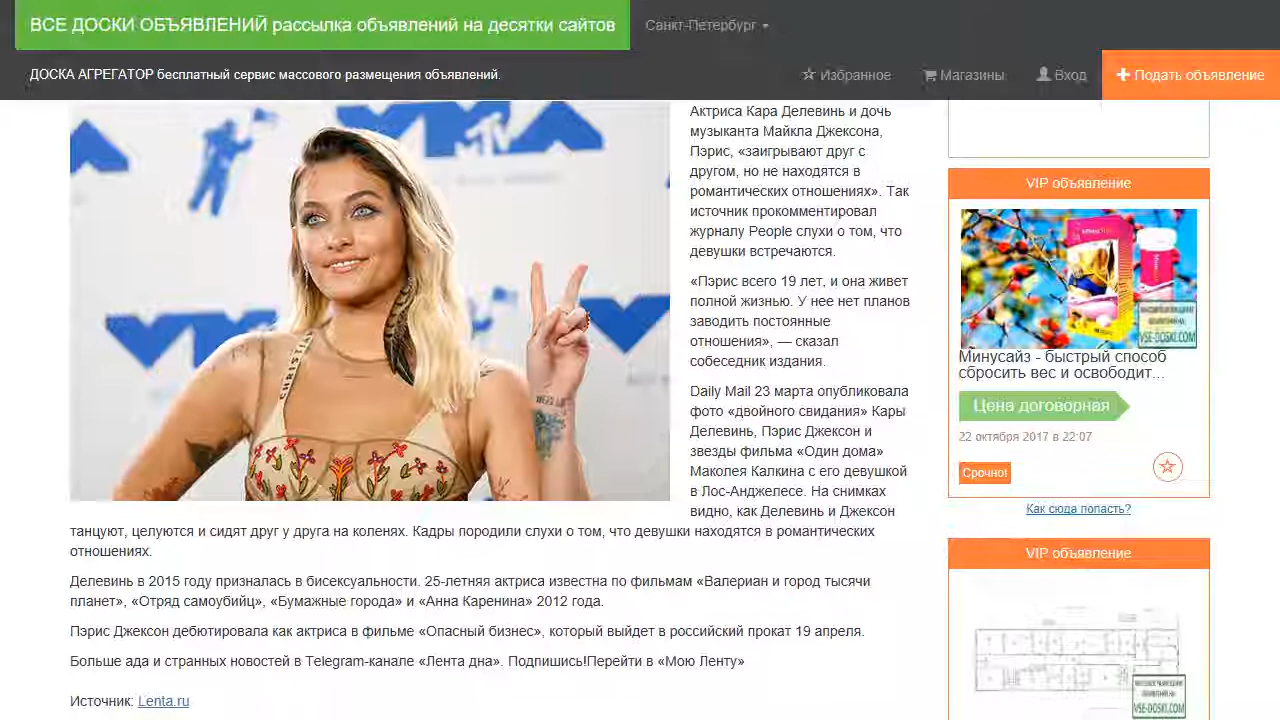 ВСЕ ДОСКИ ОБЪЯВЛЕНИЙ рассылка объявлений на десятки сайтов
Санкт-Петербург
ДОСКА АГРЕГАТОР бесплатный сервис массового размещения объявлений.
Избранное
Магазины
Вход
Подать объявление
Актриса Кара Делевинь и дочь
музыканта Майкла Джексона,
Пэрис, «заигрывают друг с
другом, но не находятся в
романтических отношениях». Так
источник прокомментировал
журналу People слухи о том, что
девушки встречаются.
«Пэрис всего 19 лет, и она живет
полной жизнью. У нее нет планов
заводить постоянные
отношения», — сказал
собеседник издания.
Daily Mail 23 марта опубликовала
фото «двойного свидания» Кары
Делевинь, Пэрис Джексон и
звезды фильма «Один дома»
Маколея Калкина с его девушкой
в Лос-Анджелесе. На снимках
видно, как Делевинь и Джексон
танцуют, целуются и сидят друг у друга на коленях. Кадры породили слухи о том, что девушки находятся в романтических
отношениях.
Делевинь в 2015 году призналась в бисексуальности. 25-летняя актриса известна по фильмам «Валериан и город тысячи
планет», «Отряд самоубийц», «Бумажные города» и «Анна Каренина» 2012 года.
Пэрис Джексон дебютировала как актриса в фильме «Опасный бизнес», который выйдет в российский прокат 19 апреля.
Больше ада и странных новостей в Telegram-канале «Лента дна». Подпишись!Перейти в «Мою Ленту»
Источник: Lenta.ru
VIP объявление
VSE-DOSKI.COM
Минусайз - быстрый способ
сбросить вес и освободит...
Цена договорная
22 октября 2017 в 22:07
Срочно!
Как сюда попасть?
VIP объявление
VSE-DOSKI.COM